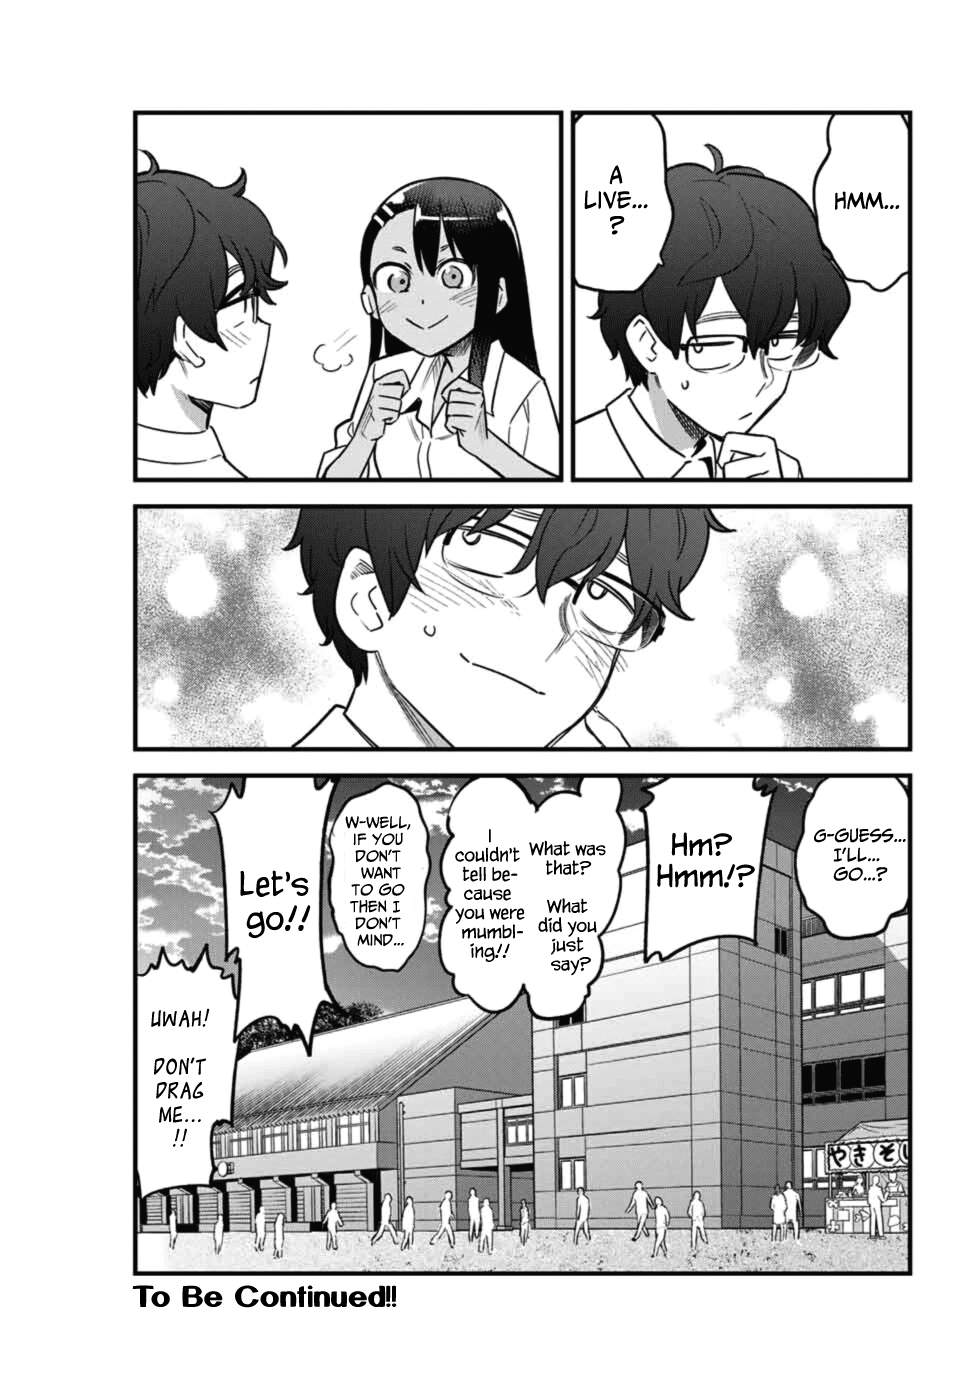 HMM...
A
LIVE...
?
G-GUESS...
I'LL...
GO...?
Hm?
Hmm!?
What was
that?
What
did you
just
say?
I
couldn't
tell be-
cause
you were
mumbl-
ing!!
W-WELL,
IF YOU
DON'T
WANT
TO GO
THEN I
DON'T
MIND...
Let's
go!!
UWAH!
DON'T
DRAG
ME...
!!
やきそば
To Be Continued!!